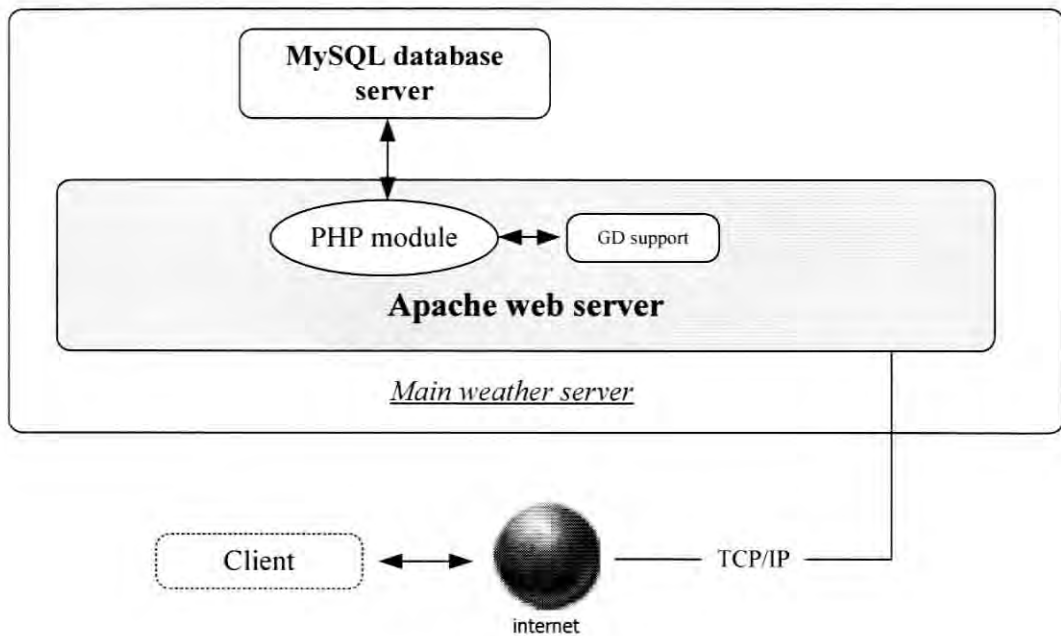 MySQL database
server
PHP module
GD support
Apache web server
Main weather server
Client
TCP/IP
internet